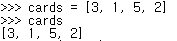 >>> cards = [3, 1, 5, 2]
>>> cards
[3, 1, 5, 2]